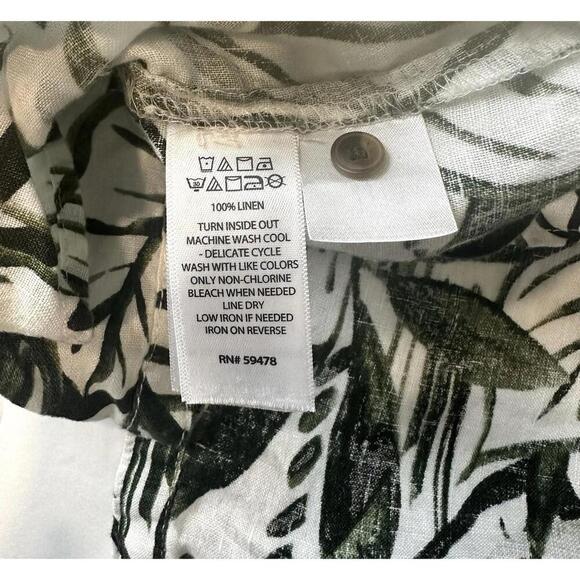 100% LINEN
TURN INSIDE OUT
MACHINE WASH COOL
- DELICATE CYCLE
WASH WITH LIKE COLORS
ONLY NON-CHLORINE
BLEACH WHEN NEEDED
LINE DRY
LOW IRON IF NEEDED
IRON ON REVERSE
RN# 59478